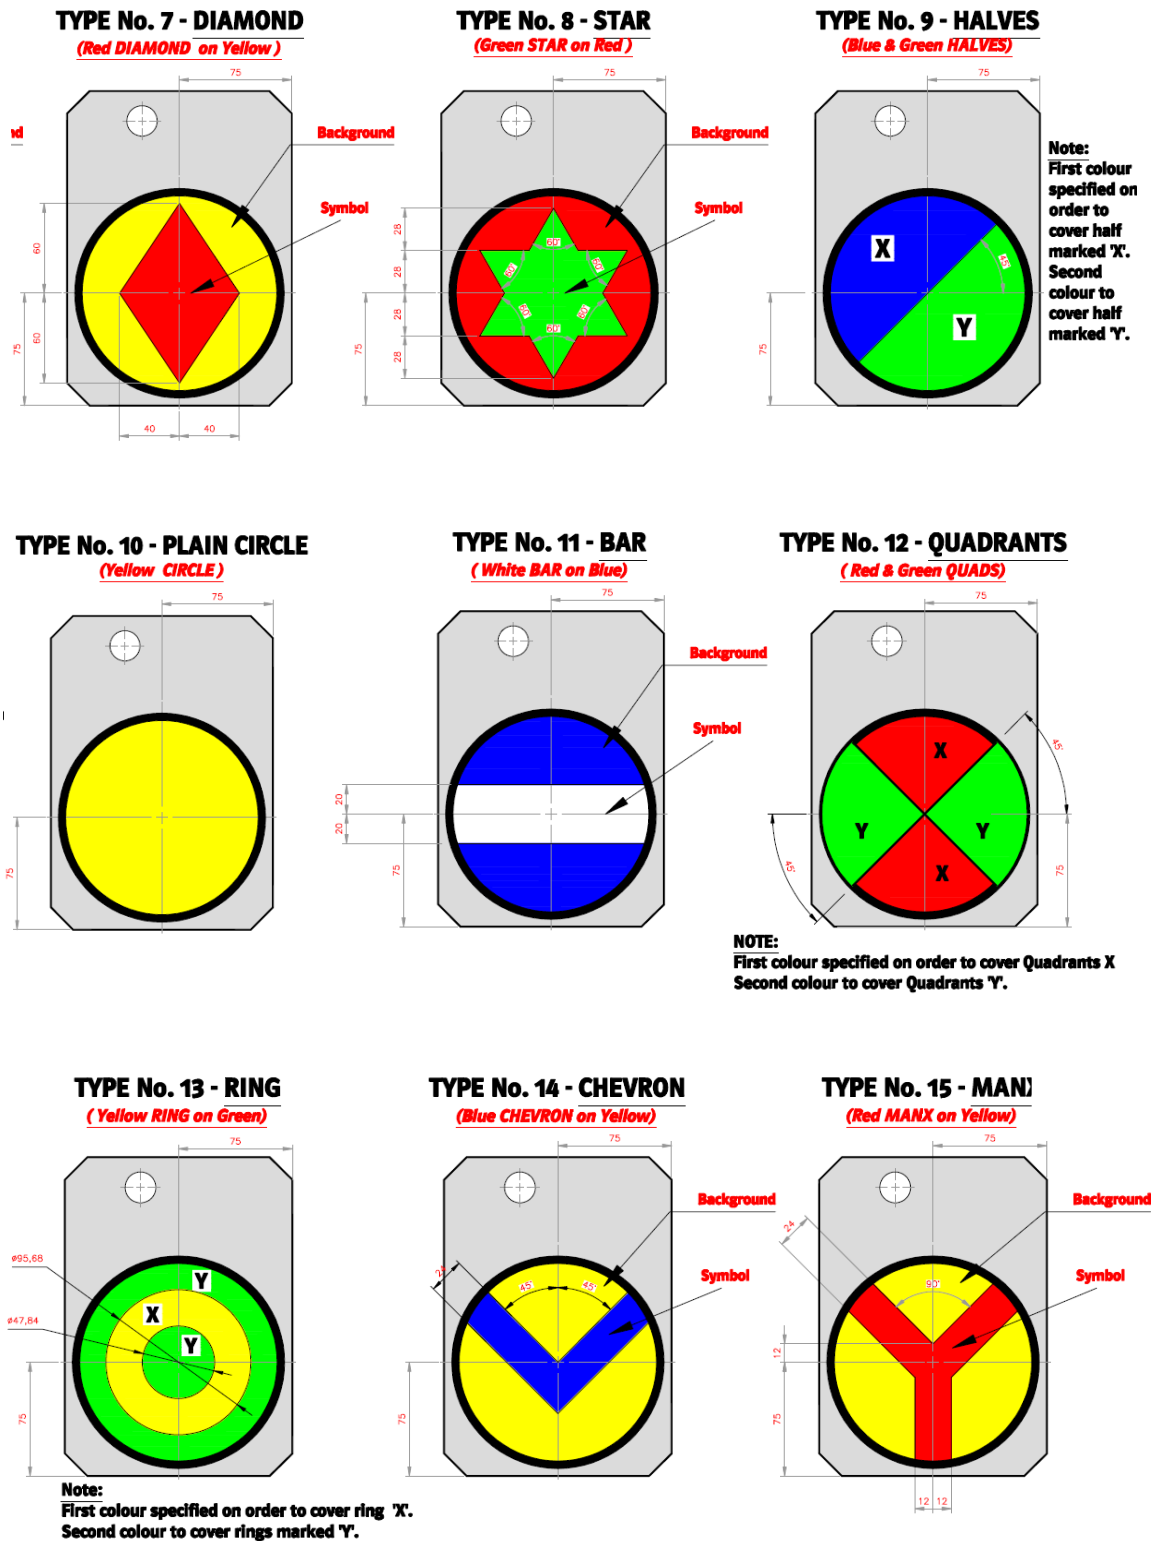 TYPE No. 7 - DIAMOND
(Red DIAMOND on Yellow )
75
Background
Symbol
60
60
75
40
40
TYPE No. 8 - STAR
(Green STAR on Red )
75
Background
Symbol
28
28
28
28
75
60°
60°
60°
60°
60°
60°
TYPE No. 9 - HALVES
(Blue & Green HALVES)
75
X
Y
45°
75
Note:
First colour
specified on
order to
cover half
marked 'X'.
Second
colour to
cover half
marked 'Y'.
TYPE No. 10 - PLAIN CIRCLE
(Yellow CIRCLE )
75
75
TYPE No. 11 - BAR
( White BAR on Blue)
75
Background
Symbol
20
20
75
TYPE No. 12 - QUADRANTS
( Red & Green QUADS)
75
X
Y
Y
X
45°
45°
75
NOTE:
First colour specified on order to cover Quadrants X
Second colour to cover Quadrants 'Y'.
TYPE No. 13 - RING
( Yellow RING on Green)
75
ø95,68
ø47,84
Y
X
Y
75
Note:
First colour specified on order to cover ring 'X'.
Second colour to cover rings marked 'Y'.
TYPE No. 14 - CHEVRON
(Blue CHEVRON on Yellow)
75
Background
Symbol
24
45°
45°
75
TYPE No. 15 - MANX
(Red MANX on Yellow)
75
Background
Symbol
24
90°
12
75
12
12